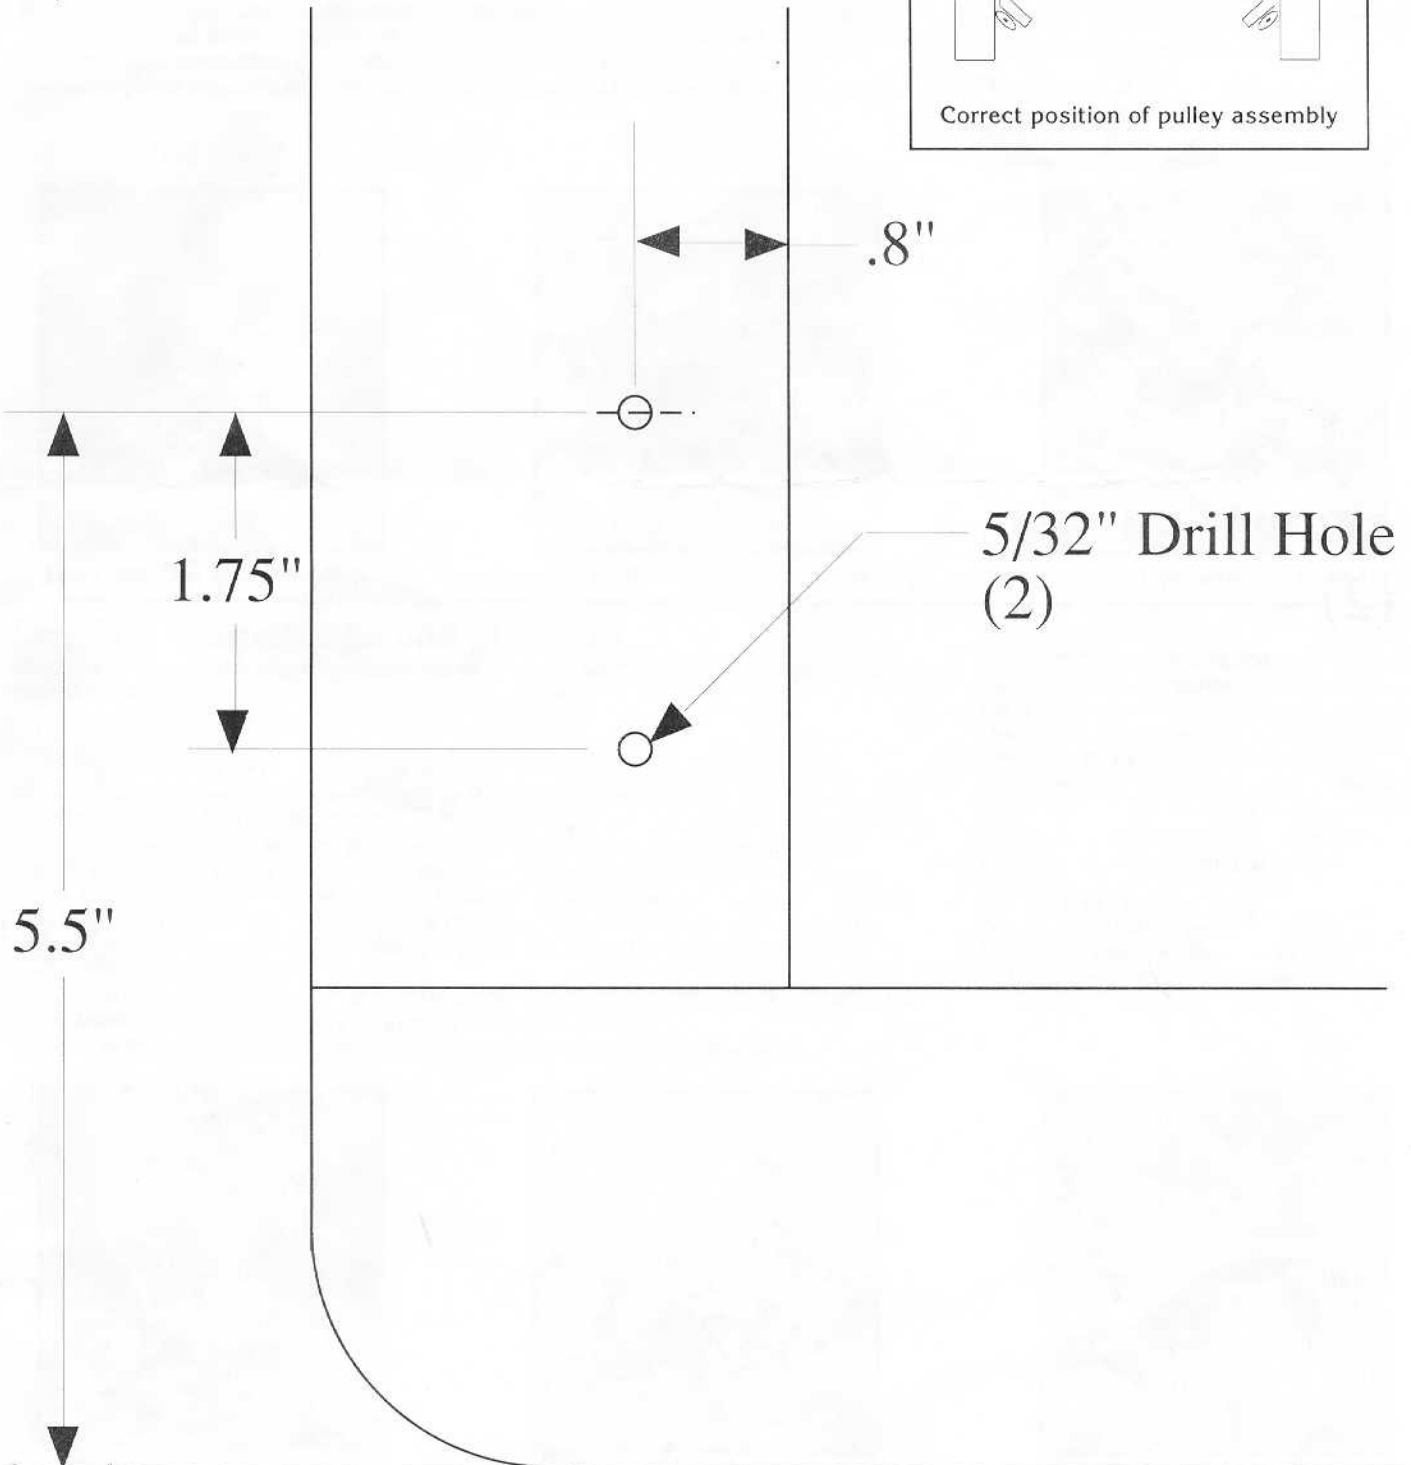 Correct position of pulley assembly
.8"
5/32" Drill Hole
(2)
1.75"
5.5"